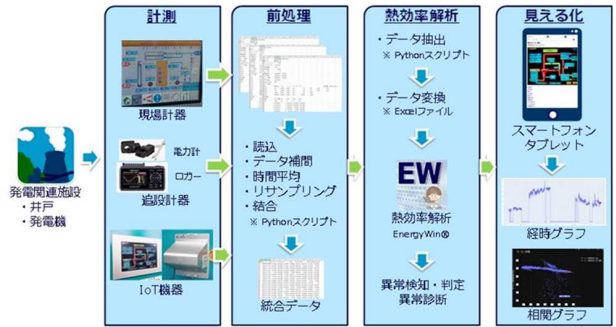 計測
現場計器
電力計
ロガー
追設計器
IoT機器
発電関連施設
・井戸
・発電機
前処理
・読込
・データ補間
・時間平均
・リサンプリング
・結合
※ Pythonスクリプト
統合データ
熱効率解析
・データ抽出
※ Pythonスクリプト
・データ変換
※ Excelファイル
EW
熱効率解析
EnergyWin®
異常検知・判定
異常診断
見える化
スマートフォン
タブレット
経時グラフ
相関グラフ